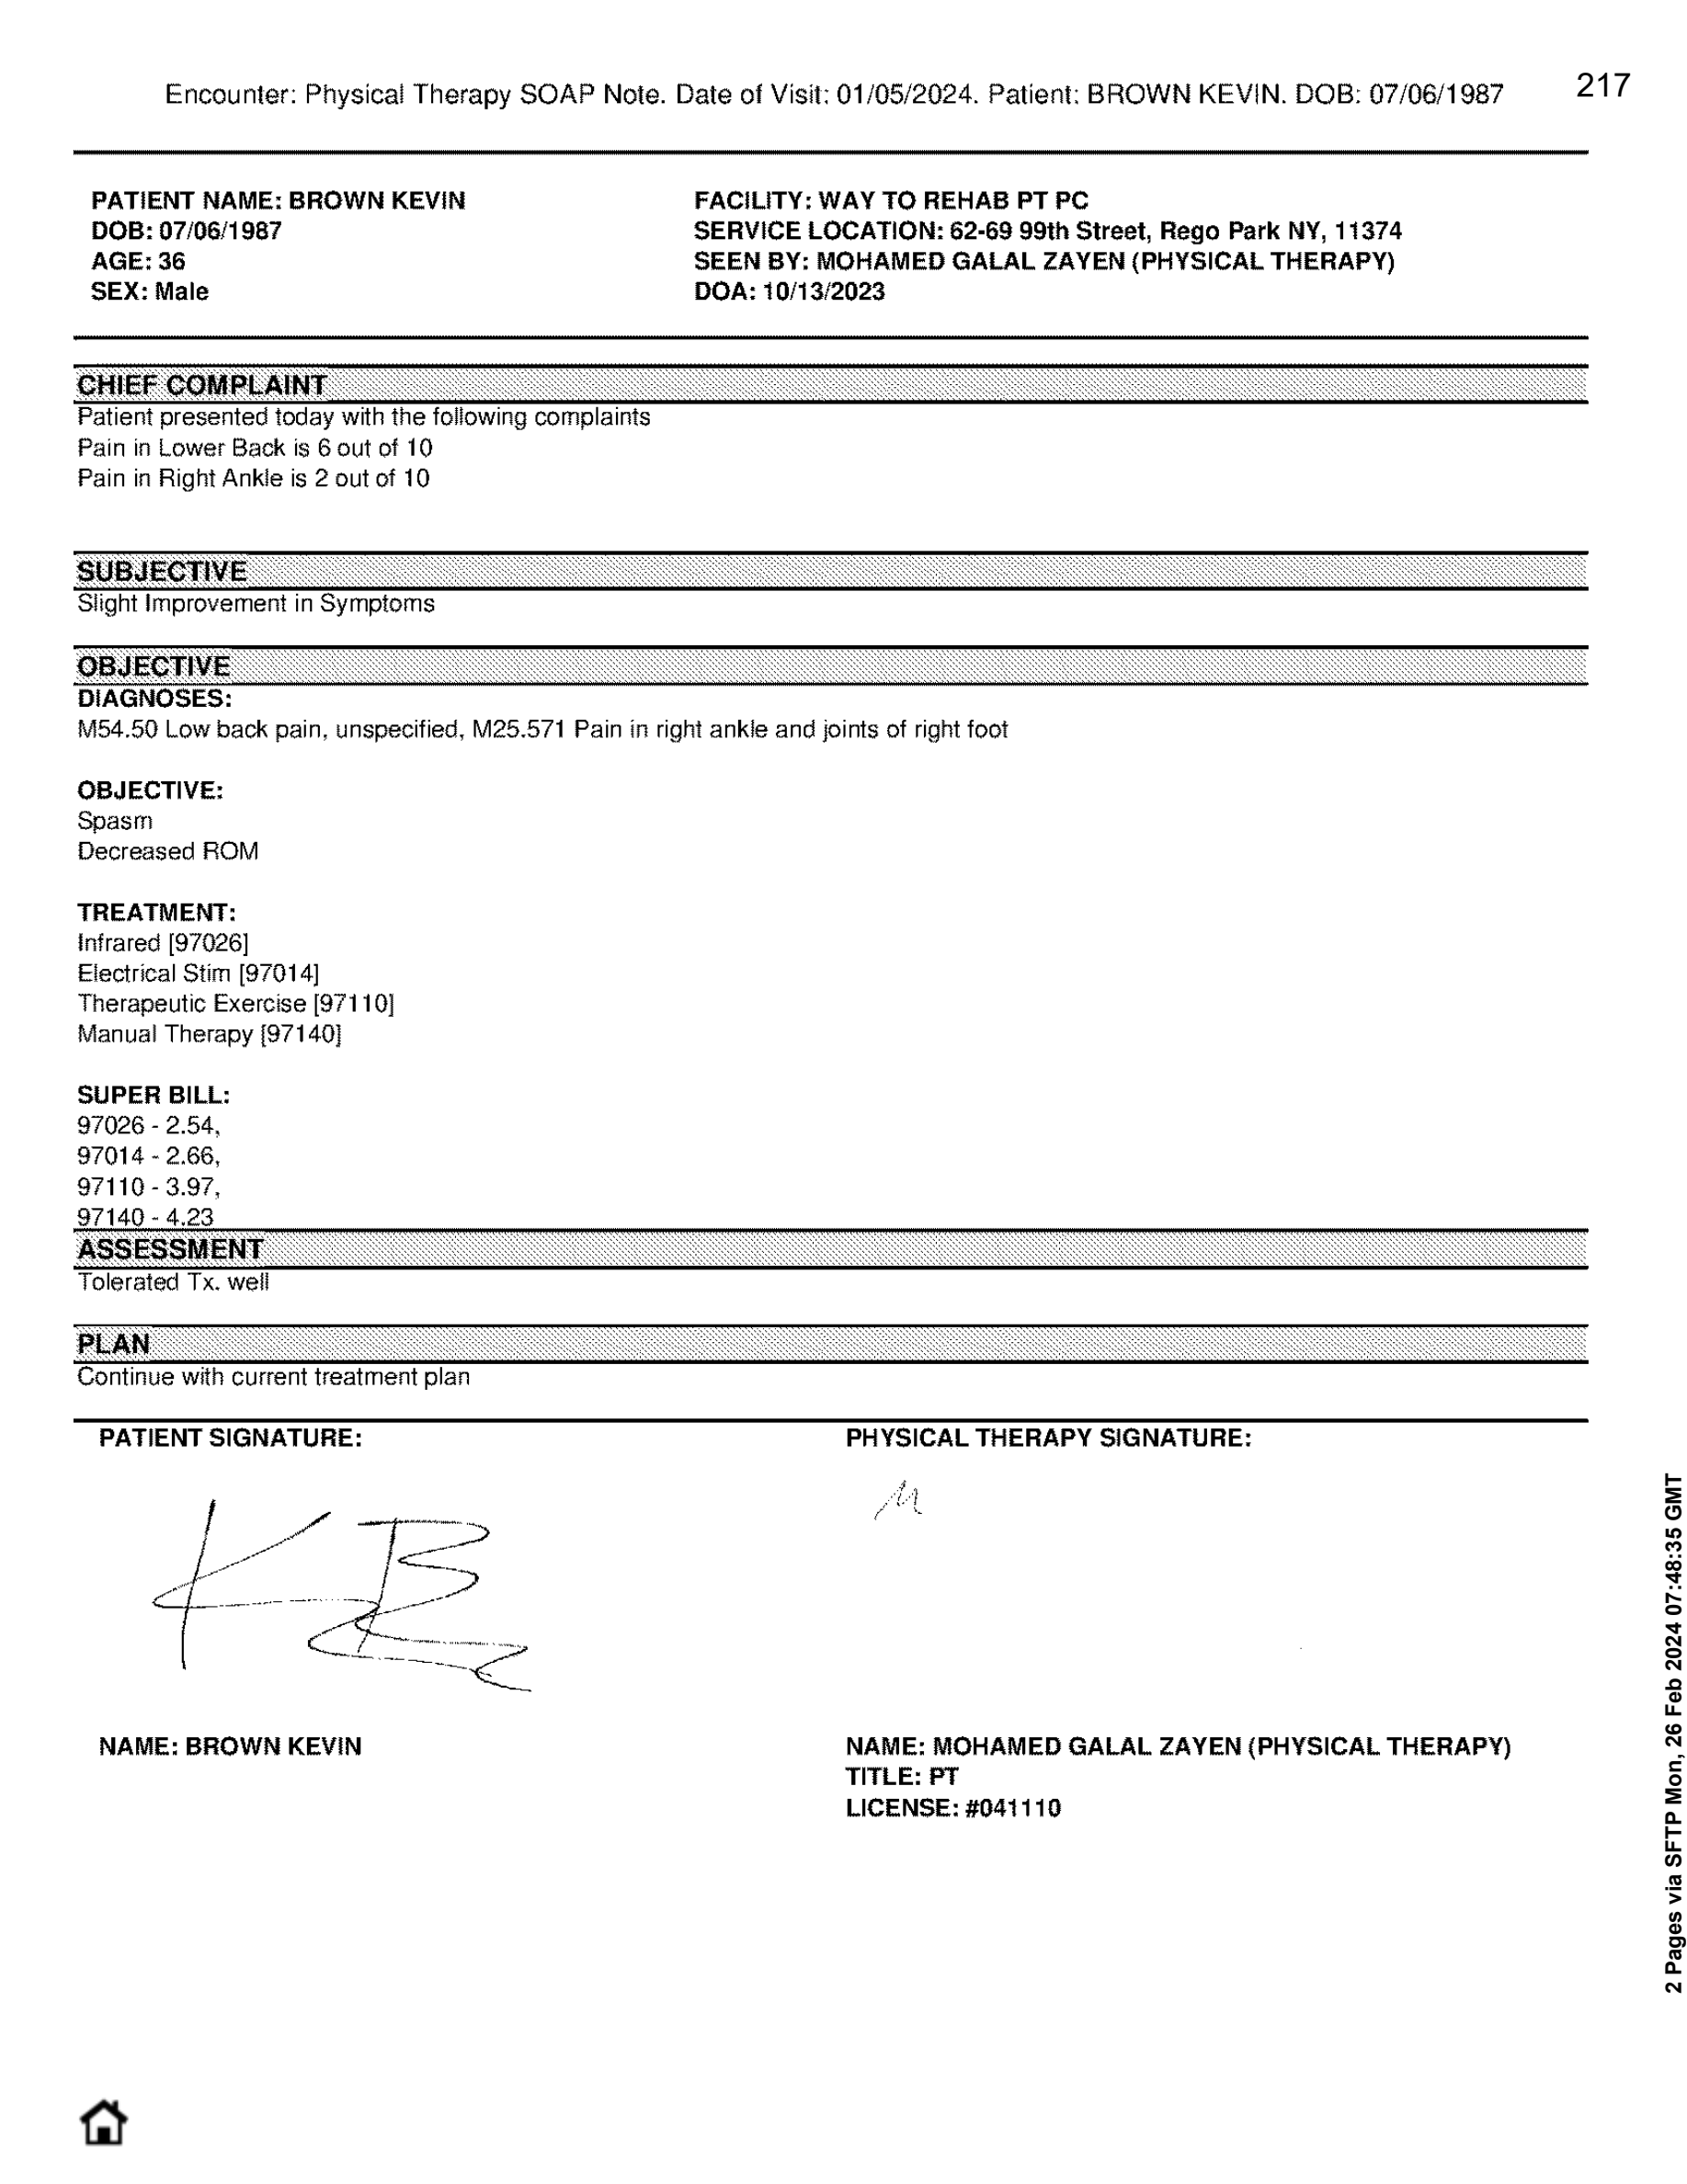 Encounter: Physical Therapy SOAP Note. Date of Visit: 01/05/2024. Patient: BROWN KEVIN. DOB: 07/06/1987
217
PATIENT NAME: BROWN KEVIN
DOB: 07/06/1987
AGE: 36
SEX: Male
FACILITY: WAY TO REHAB PT PC
SERVICE LOCATION: 62-69 99th Street, Rego Park NY, 11374
SEEN BY: MOHAMED GALAL ZAYEN (PHYSICAL THERAPY)
DOA: 10/13/2023
CHIEF COMPLAINT
Patient presented today with the following complaints
Pain in Lower Back is 6 out of 10
Pain in Right Ankle is 2 out of 10
SUBJECTIVE
Slight Improvement in Symptoms
OBJECTIVE
DIAGNOSES:
M54.50 Low back pain, unspecified, M25.571 Pain in right ankle and joints of right foot
OBJECTIVE:
Spasm
Decreased ROM
TREATMENT:
Infrared [97026]
Electrical Stim [97014]
Therapeutic Exercise [97110]
Manual Therapy [97140]
SUPER BILL:
97026 - 2.54,
97014 - 2.66,
97110 - 3.97,
97140 - 4.23
ASSESSMENT
Tolerated Tx. well
PLAN
Continue with current treatment plan
PATIENT SIGNATURE:
KB
NAME: BROWN KEVIN
PHYSICAL THERAPY SIGNATURE:
NAME: MOHAMED GALAL ZAYEN (PHYSICAL THERAPY)
TITLE: PT
LICENSE: #041110
2 Pages via SFTP Mon, 26 Feb 2024 07:48:35 GMT